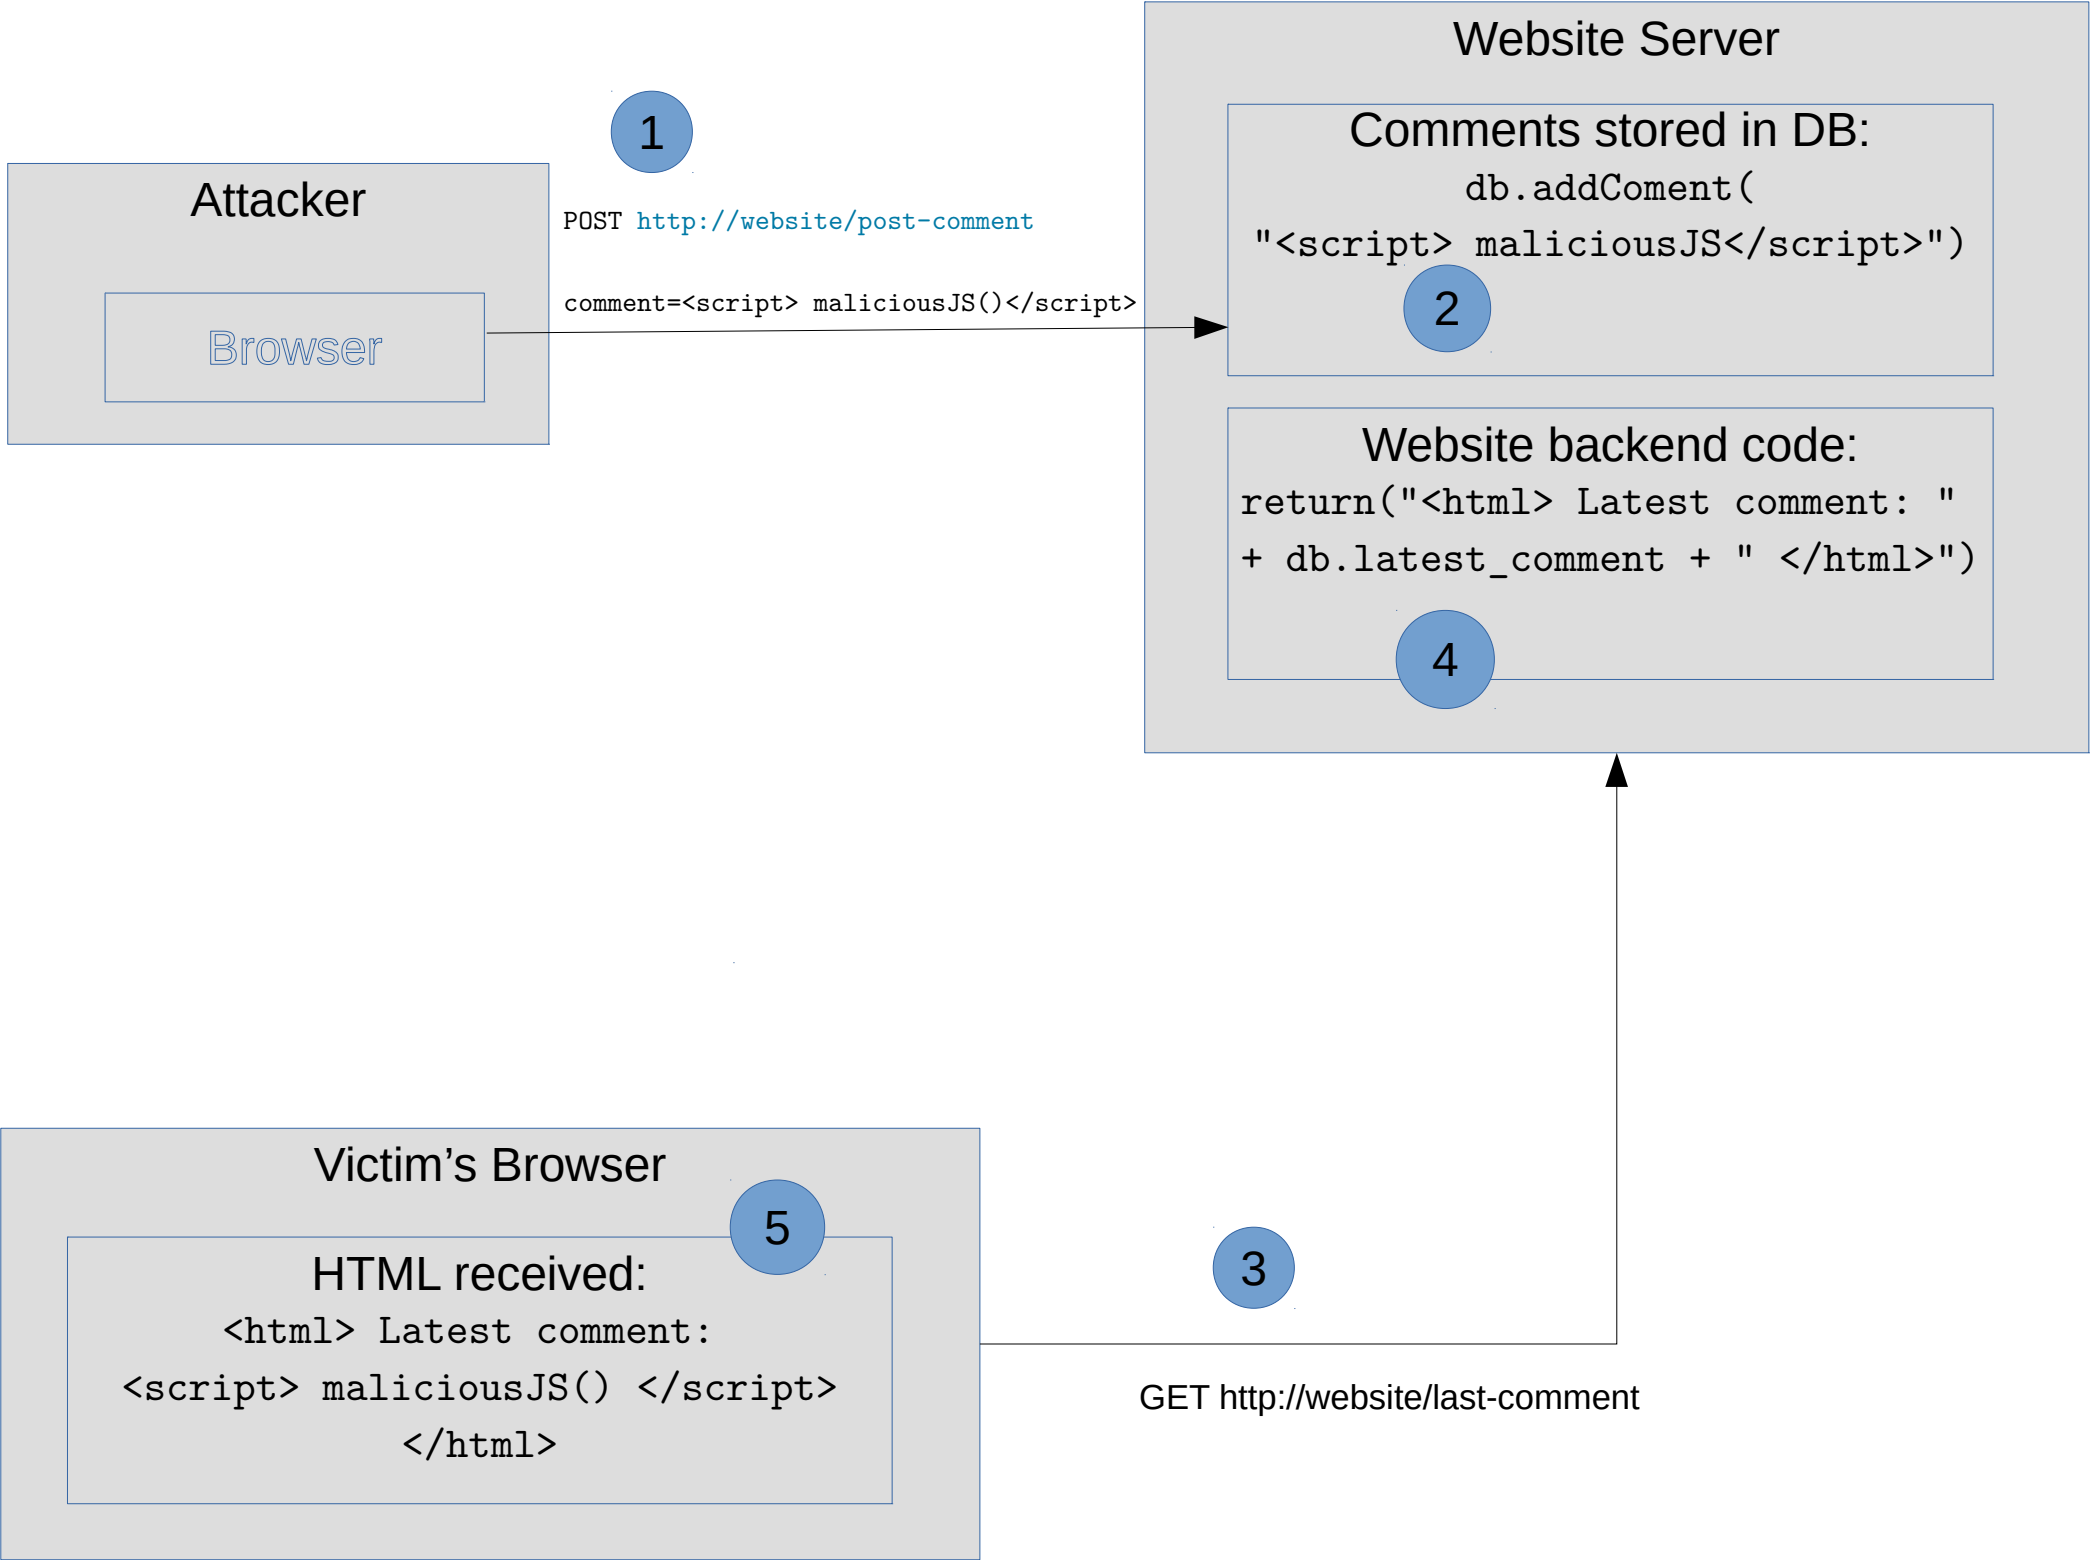 Website Server
Comments stored in DB:
db.addComent(
"<script> maliciousJS</script>")
2
Website backend code:
return("<html> Latest comment: "
+ db.latest_comment + " </html>")
4
1
Attacker
Browser
POST http://website/post-comment
comment=<script> maliciousJS()</script>
Victim’s Browser
5
HTML received:
<html> Latest comment:
<script> maliciousJS() </script>
</html>
3
GET http://website/last-comment